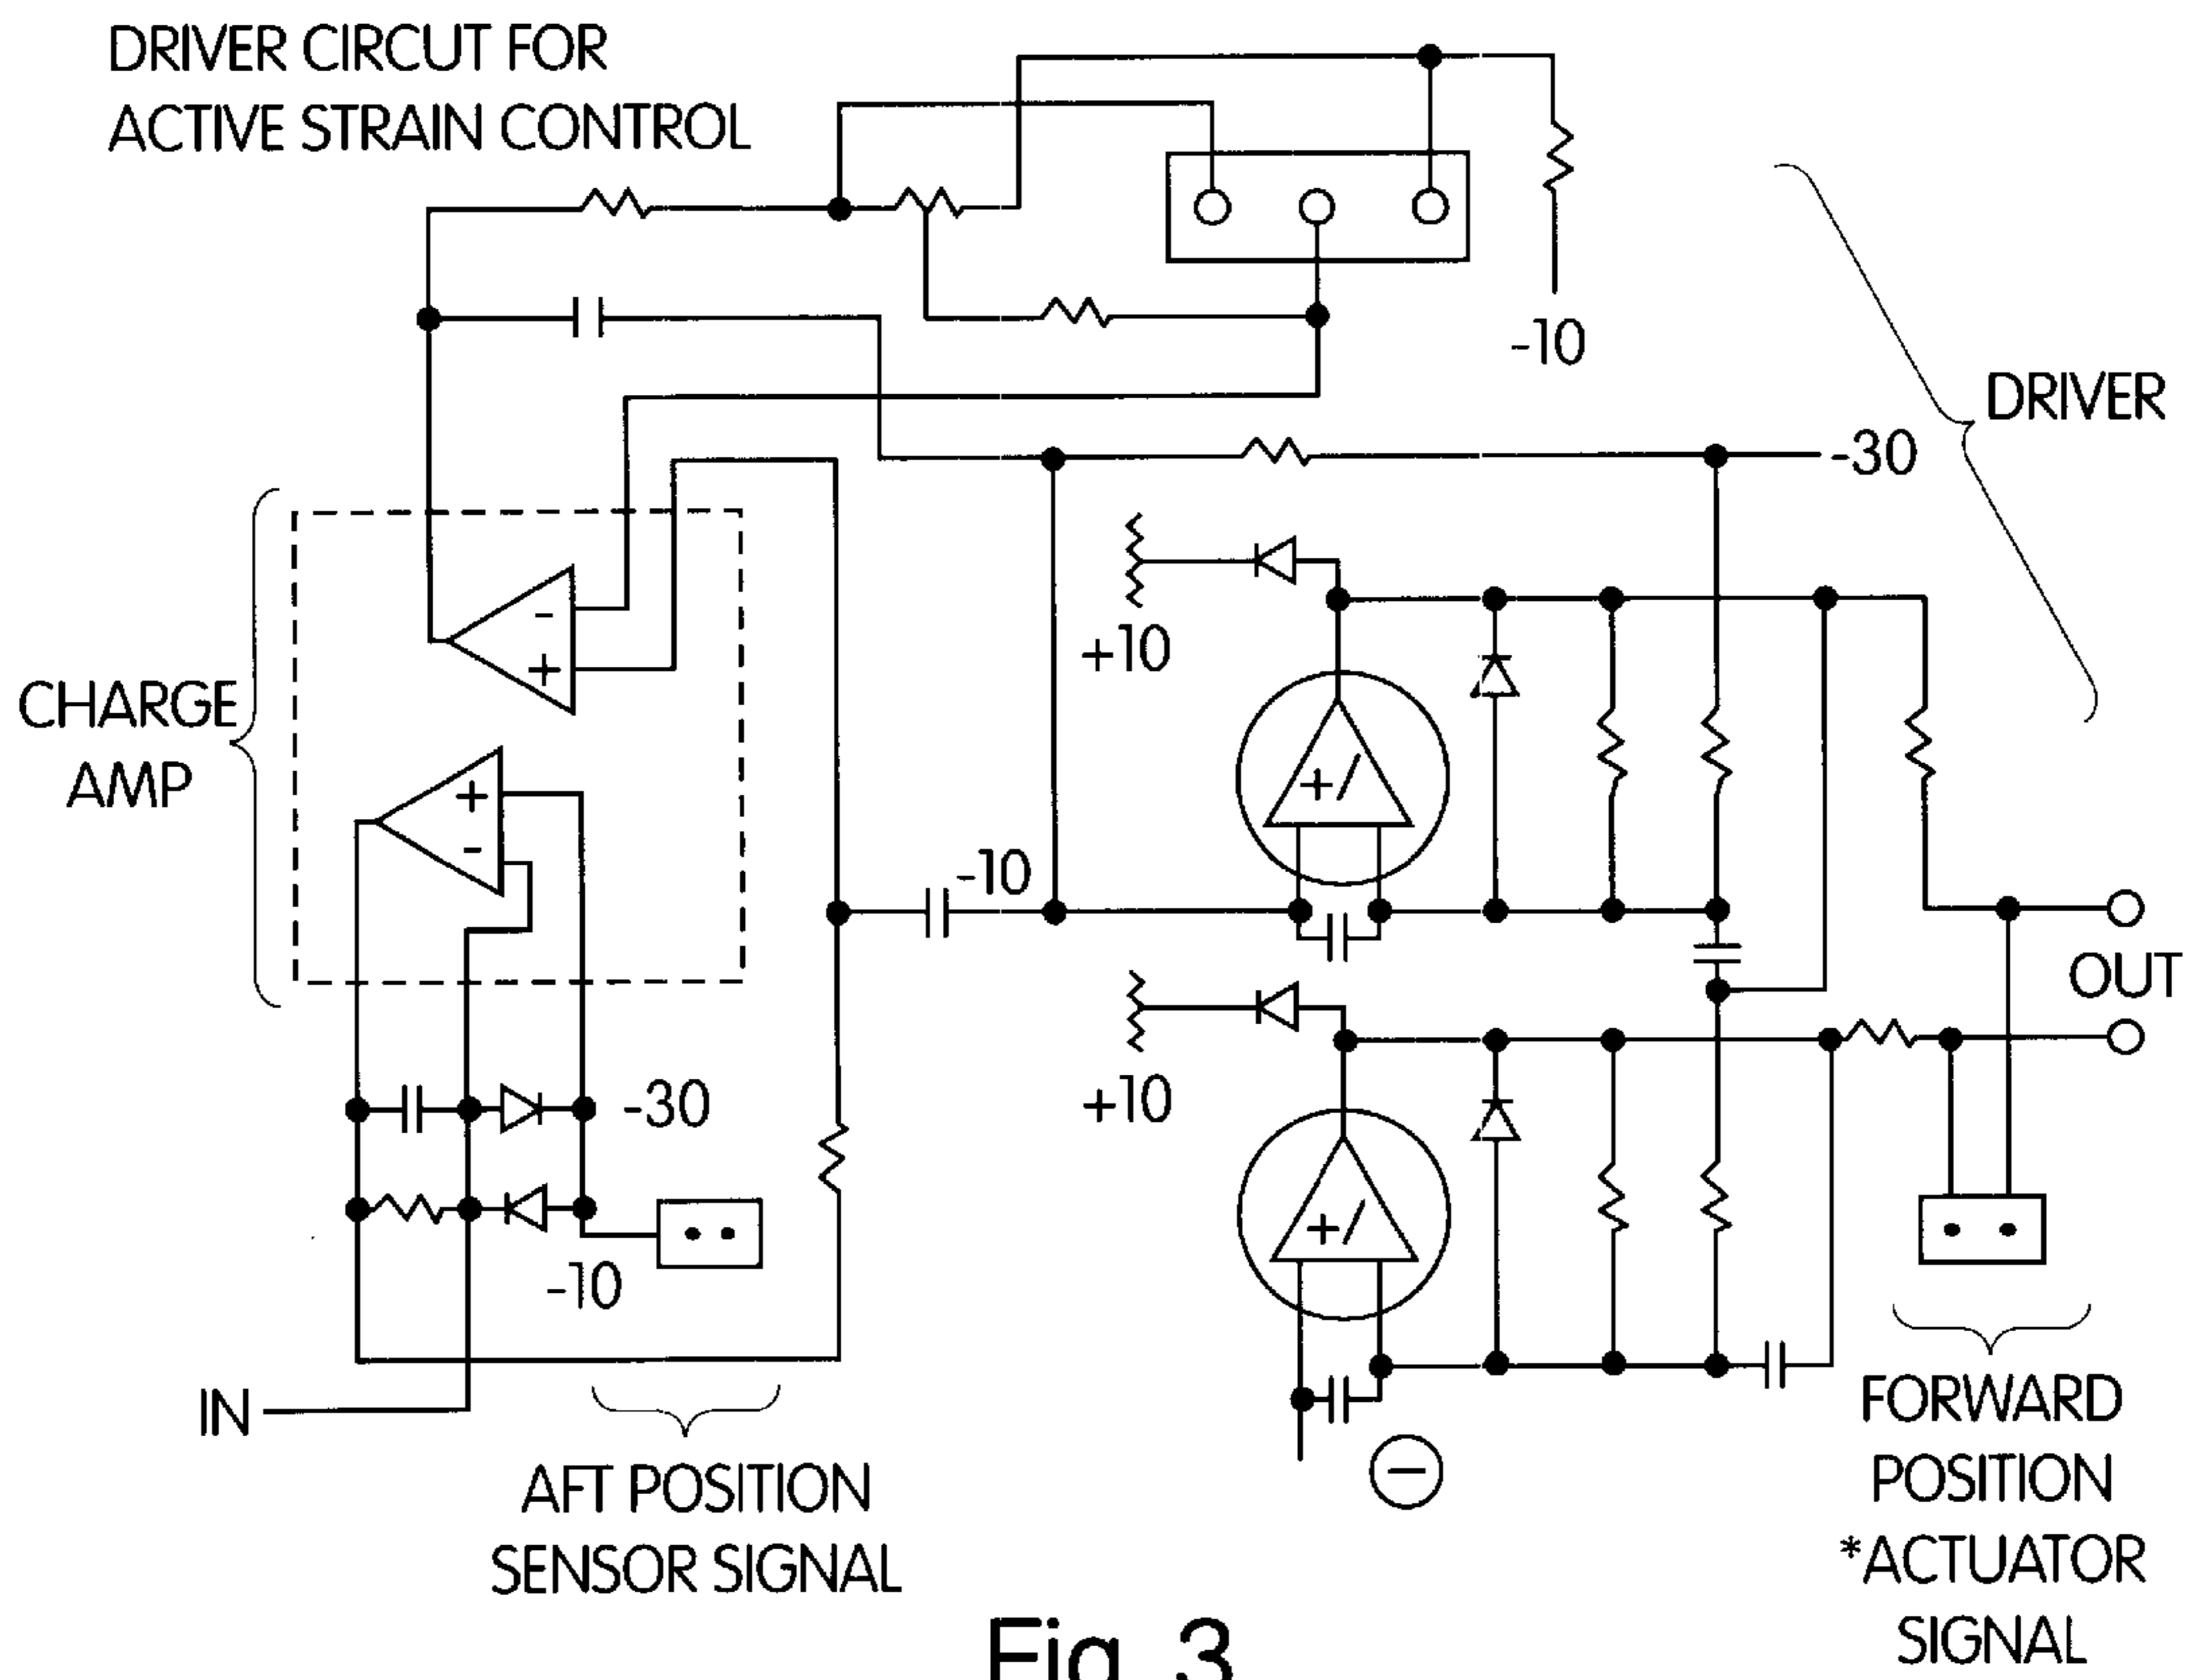 DRIVER CIRCUT FOR
ACTIVE STRAIN CONTROL
-10
DRIVER
-30
+10
CHARGE
AMP
-
+
+
-
+/
-10
OUT
+10
-30
+/
-10
IN
-
AFT POSITION
SENSOR SIGNAL
FORWARD
POSITION
*ACTUATOR
SIGNAL
Fig. 3